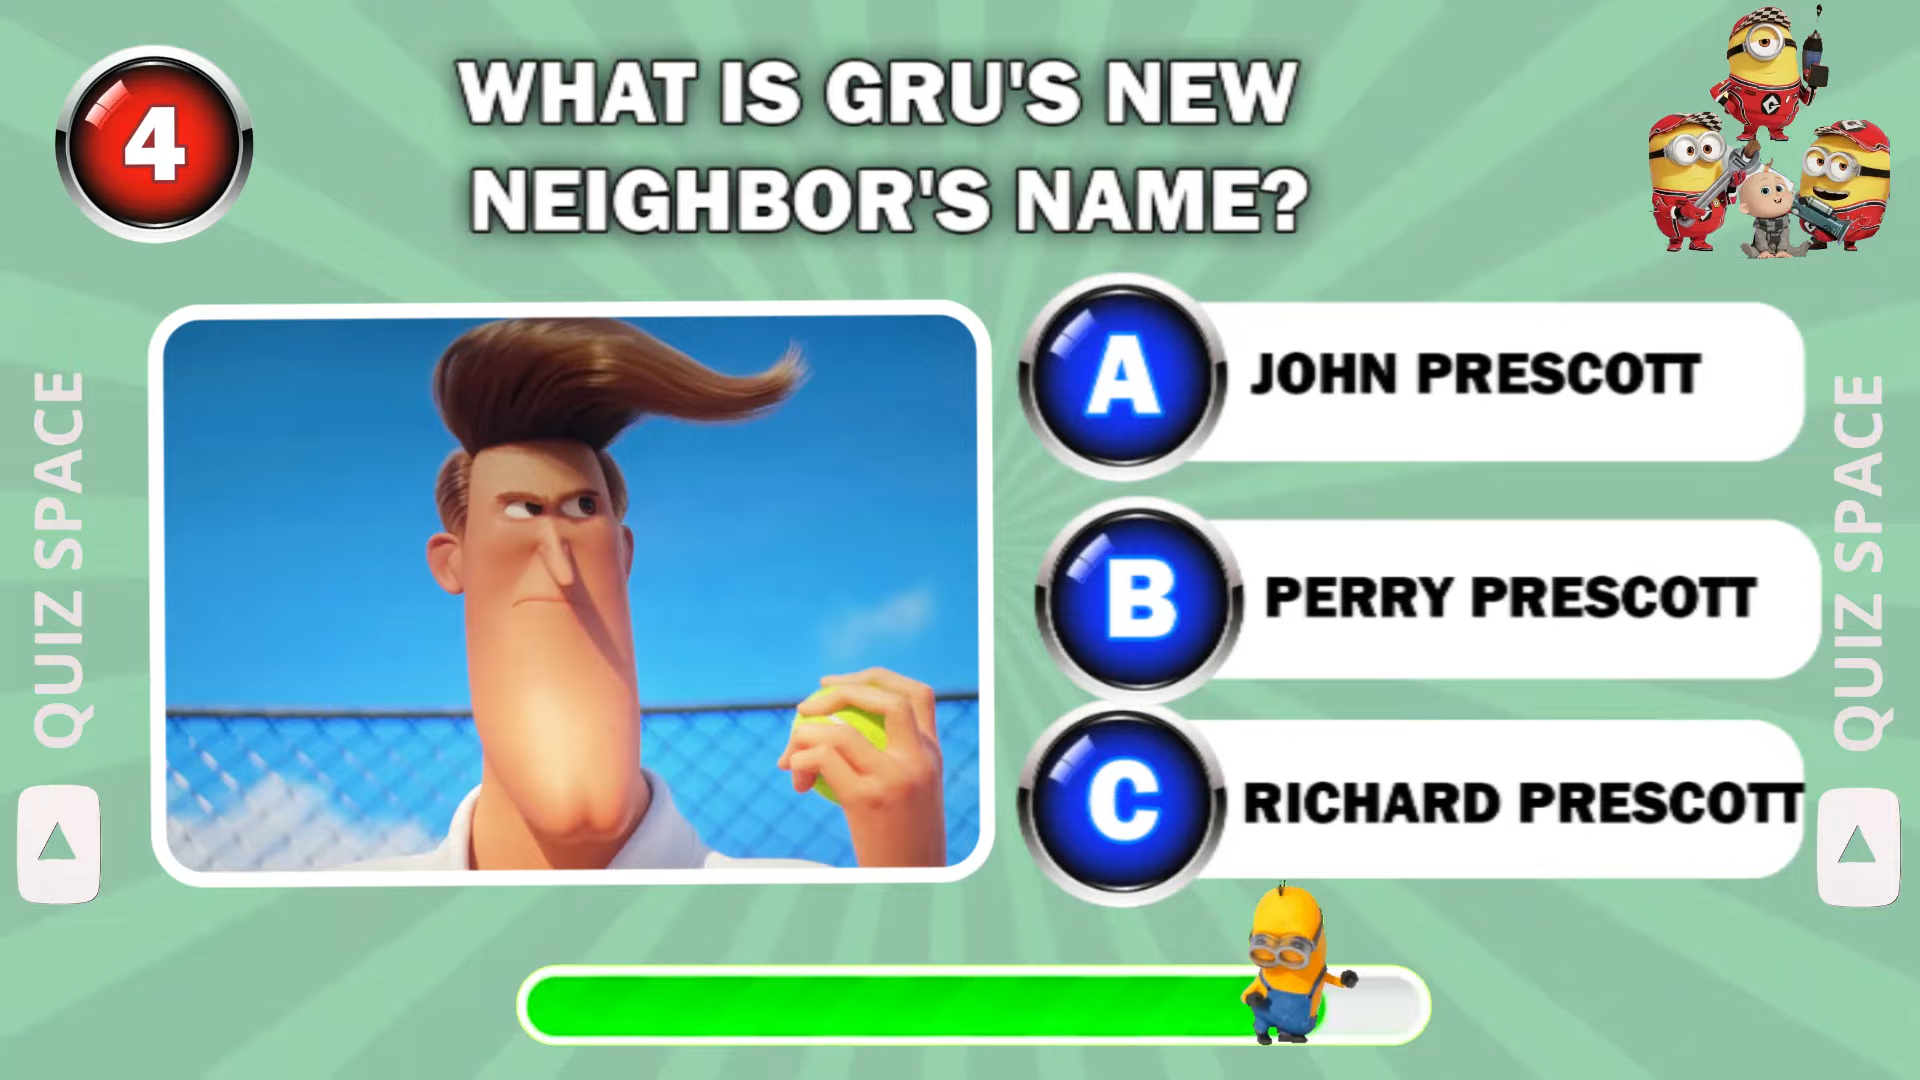 4
WHAT IS GRU'S NEW
NEIGHBOR'S NAME?
A
JOHN PRESCOTT
B
PERRY PRESCOTT
C
RICHARD PRESCOTT
QUIZ SPACE
QUIZ SPACE